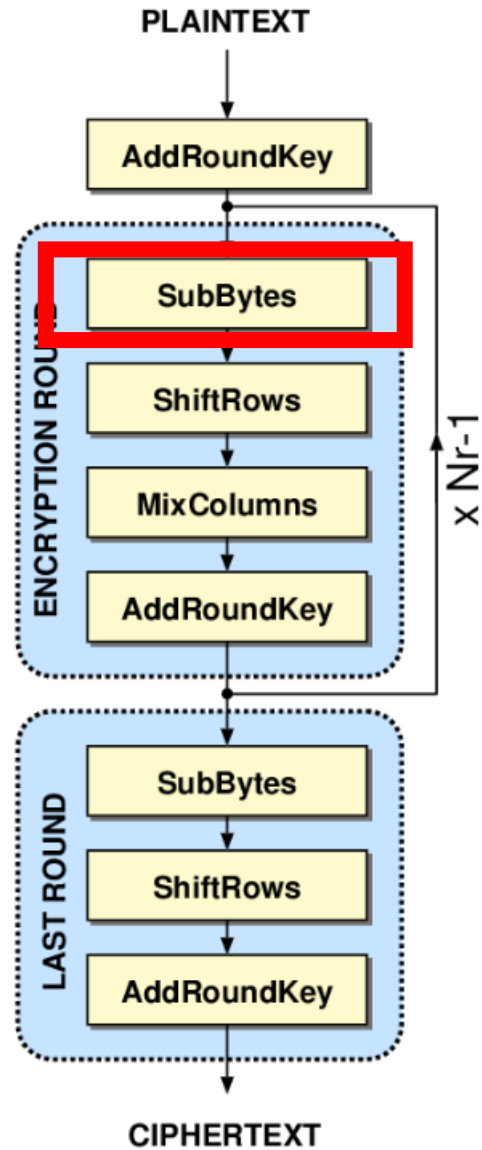 PLAINTEXT
AddRoundKey
ENCRYPTION ROUND
SubBytes
ShiftRows
MixColumns
AddRoundKey
x Nr-1
LAST ROUND
SubBytes
ShiftRows
AddRoundKey
CIPHERTEXT